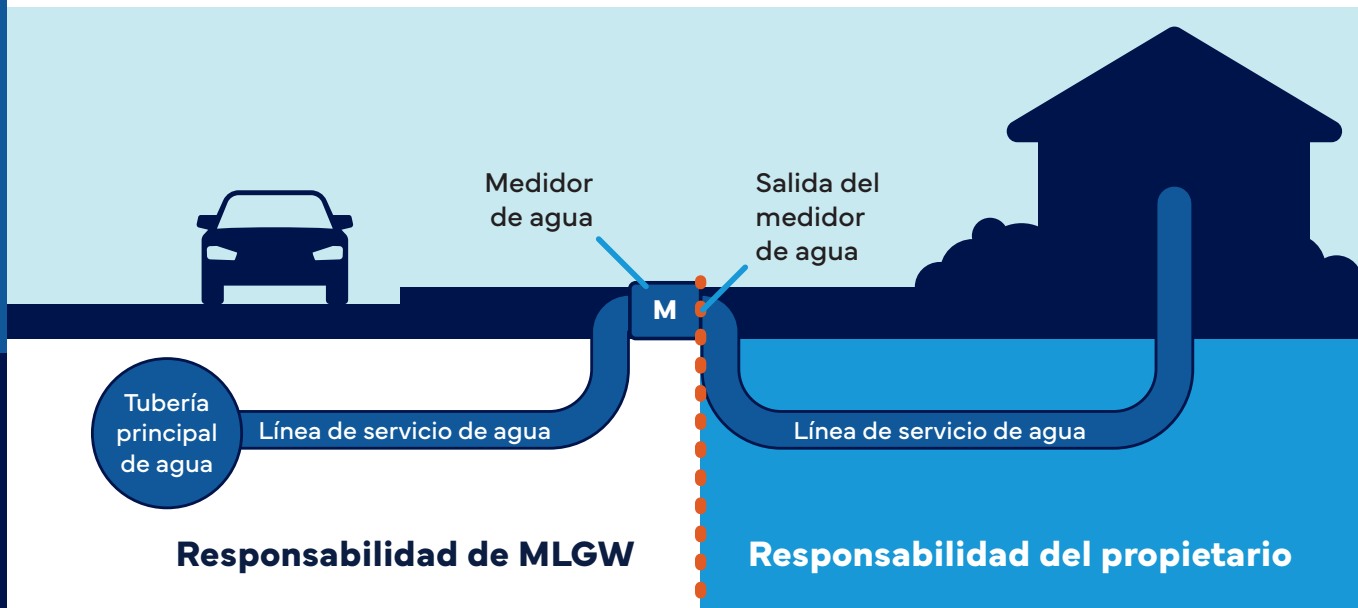 Medidor
de agua
Salida del
medidor
de agua
M
Tubería
principal
de agua
Línea de servicio de agua
Línea de servicio de agua
Responsabilidad de MLGW
Responsabilidad del propietario